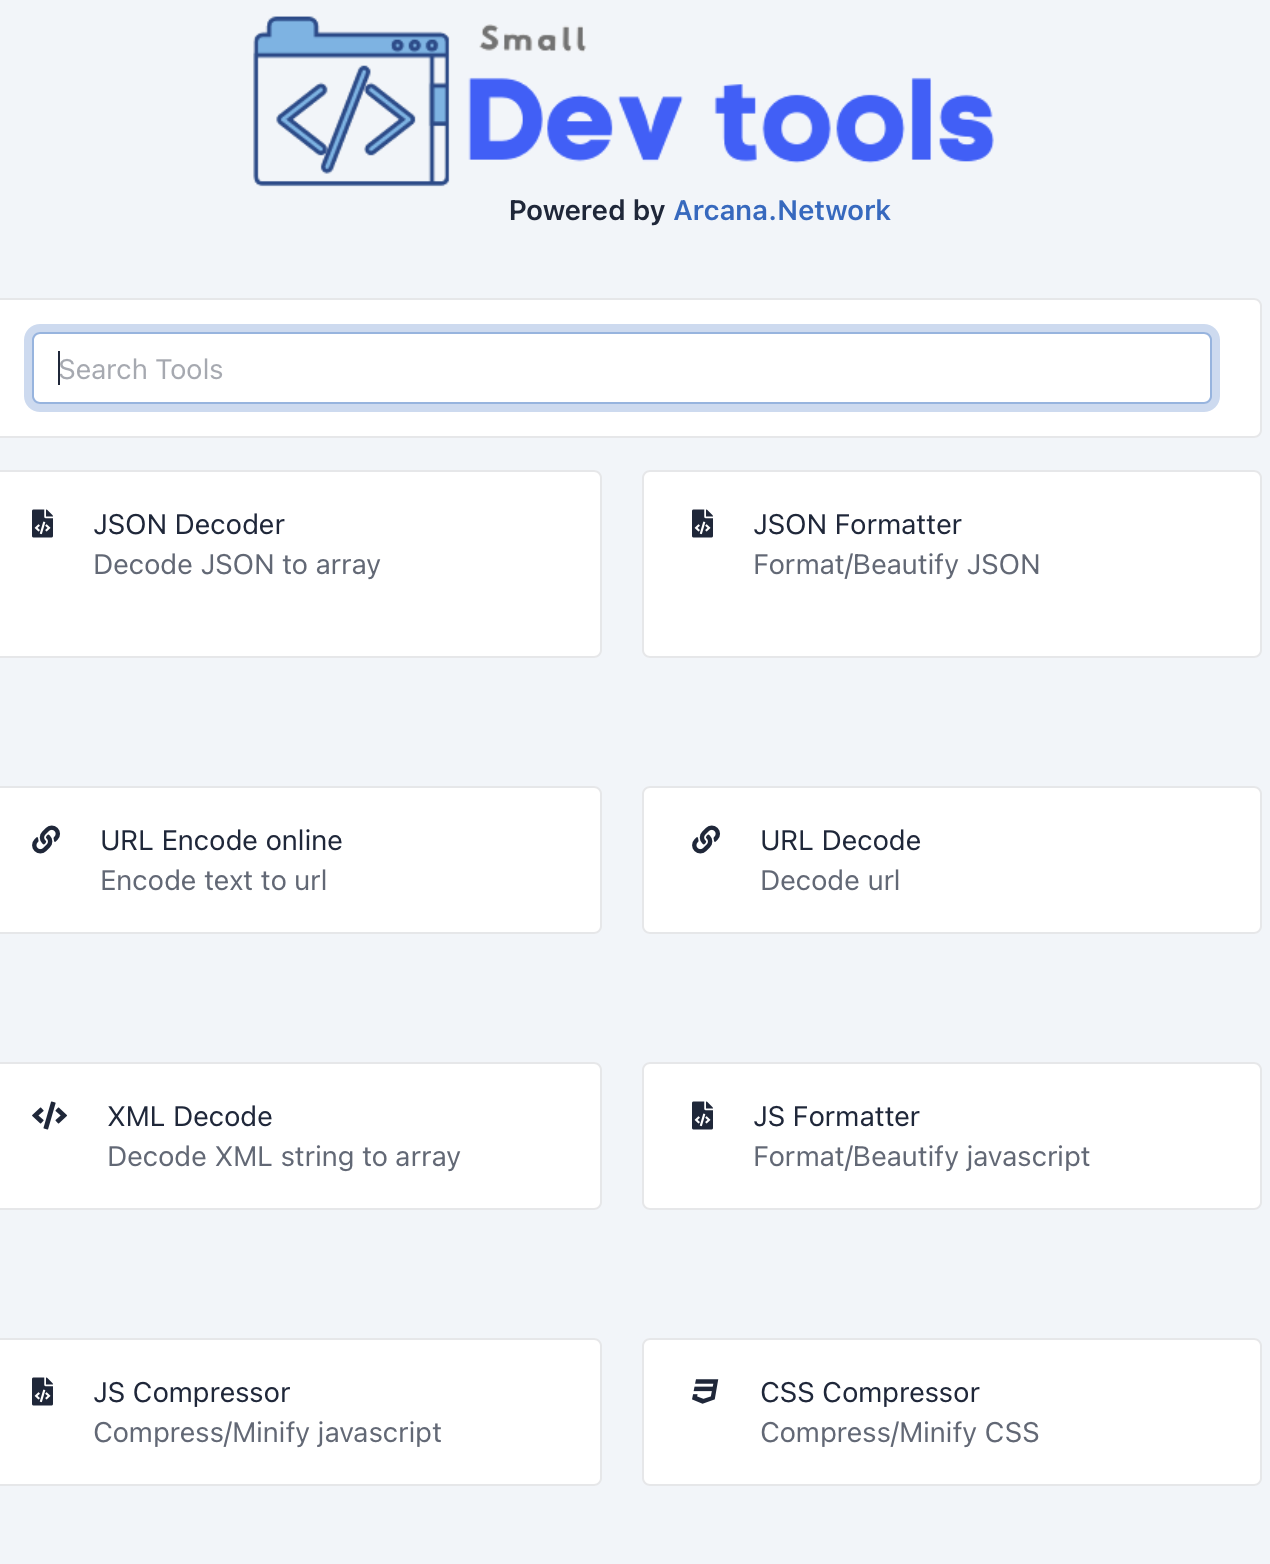 Small
Dev tools
Powered by Arcana.Network
Search Tools
JSON Decoder
Decode JSON to array
JSON Formatter
Format/Beautify JSON
URL Encode online
Encode text to url
URL Decode
Decode url
XML Decode
Decode XML string to array
JS Formatter
Format/Beautify javascript
JS Compressor
Compress/Minify javascript
CSS Compressor
Compress/Minify CSS